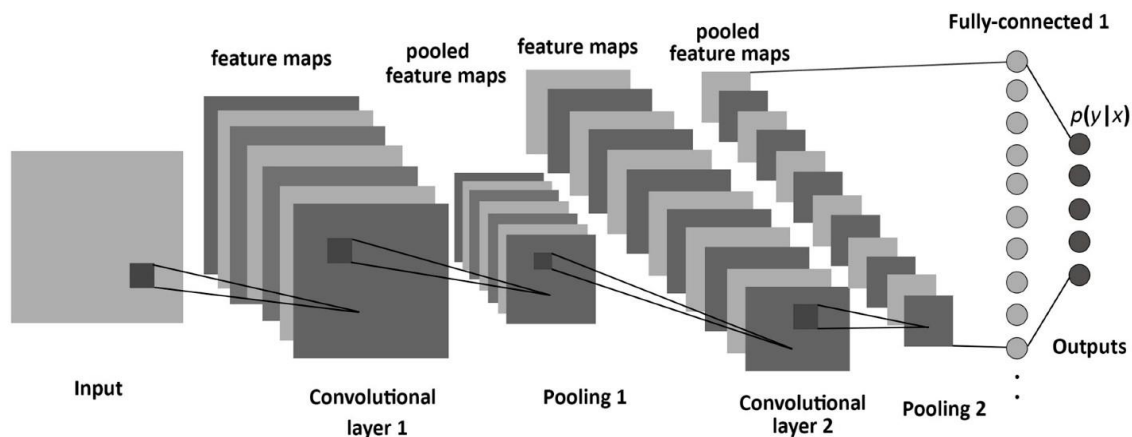 Fully-connected 1
feature maps
pooled
feature maps
feature maps
pooled
feature maps
p(y|x)
Input
Convolutional
layer 1
Pooling 1
Convolutional
layer 2
Pooling 2
Outputs